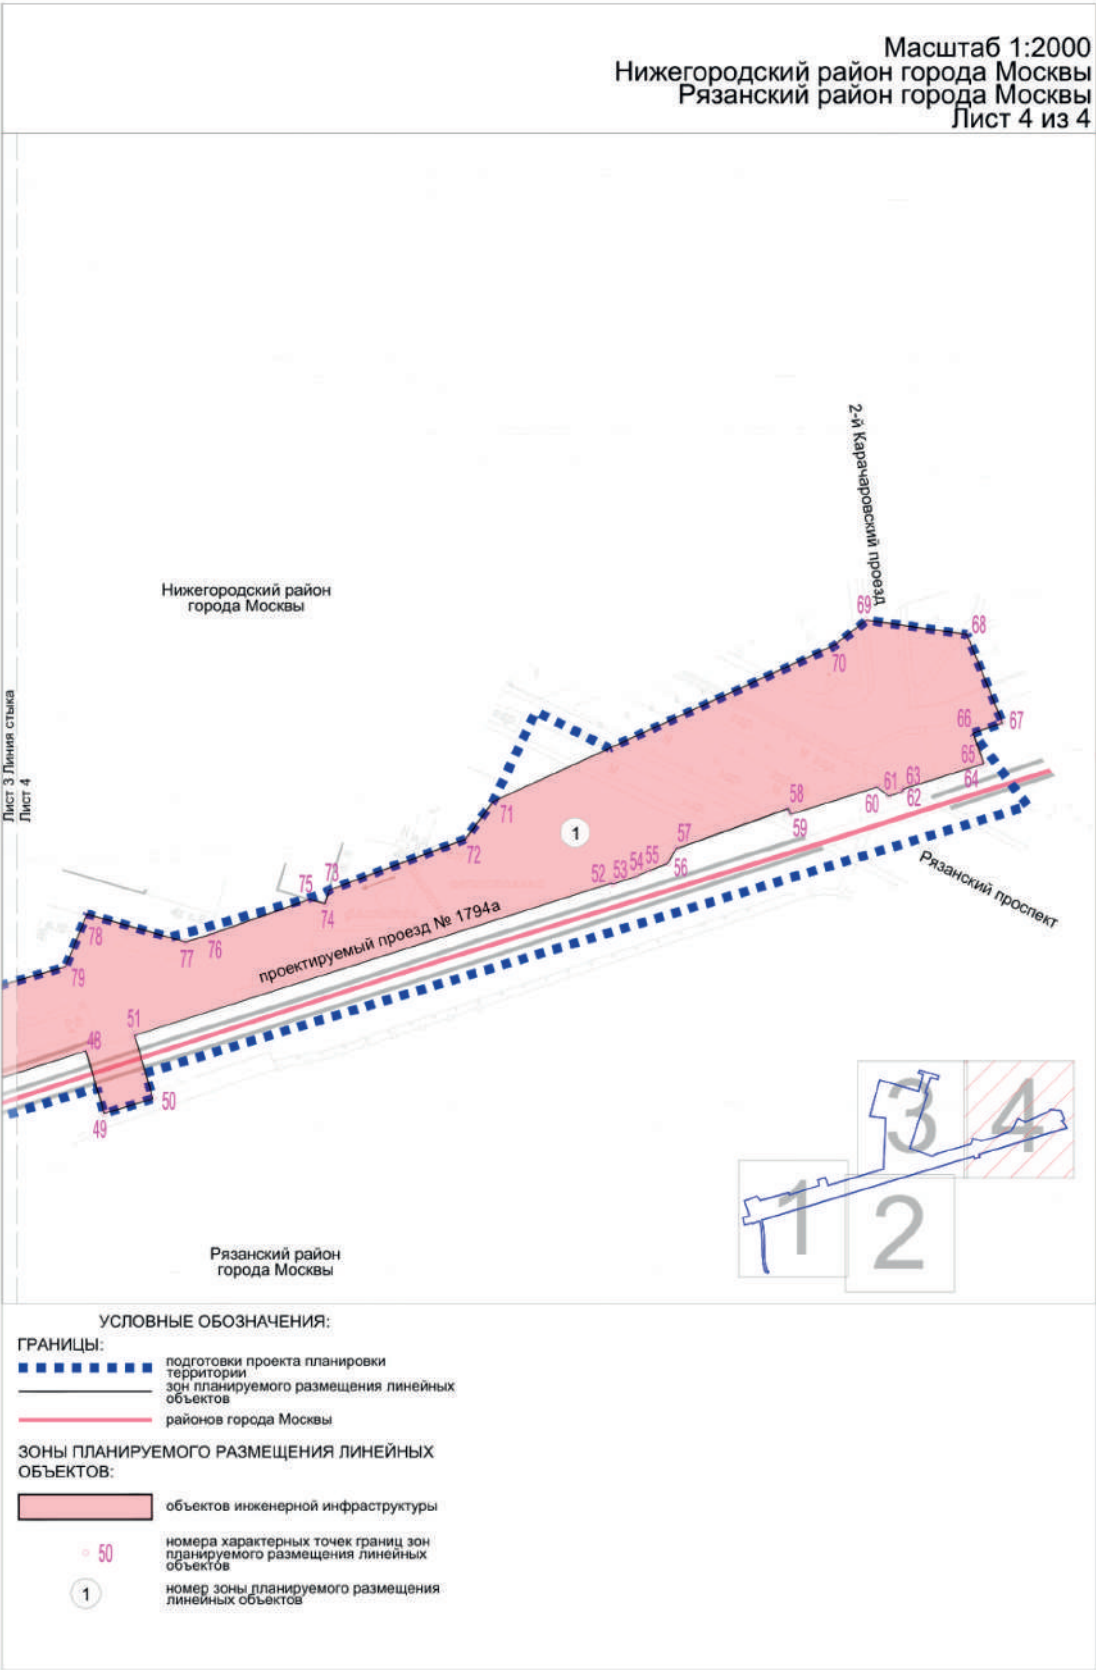 Масштаб 1:2000
Нижегородский район города Москвы
Рязанский район города Москвы
Лист 4 из 4
2-й Карачаровский проезд
Нижегородский район
города Москвы
69
68
70
66
67
Лист 3 Линия стыка
Лист 4
65
64
61
63
60
62
58
59
71
1
57
72
52
53
54
55
56
73
75
74
Рязанский проспект
проектируемый проезд № 1794а
78
77
76
79
51
48
50
49
3
4
1
2
Рязанский район
города Москвы
УСЛОВНЫЕ ОБОЗНАЧЕНИЯ:
ГРАНИЦЫ:
подготовки проекта планировки
территории
зон планируемого размещения линейных
объектов
районов города Москвы
ЗОНЫ ПЛАНИРУЕМОГО РАЗМЕЩЕНИЯ ЛИНЕЙНЫХ
ОБЪЕКТОВ:
объектов инженерной инфраструктуры
50
номера характерных точек границ зон
планируемого размещения линейных
объектов
1
номер зоны планируемого размещения
линейных объектов